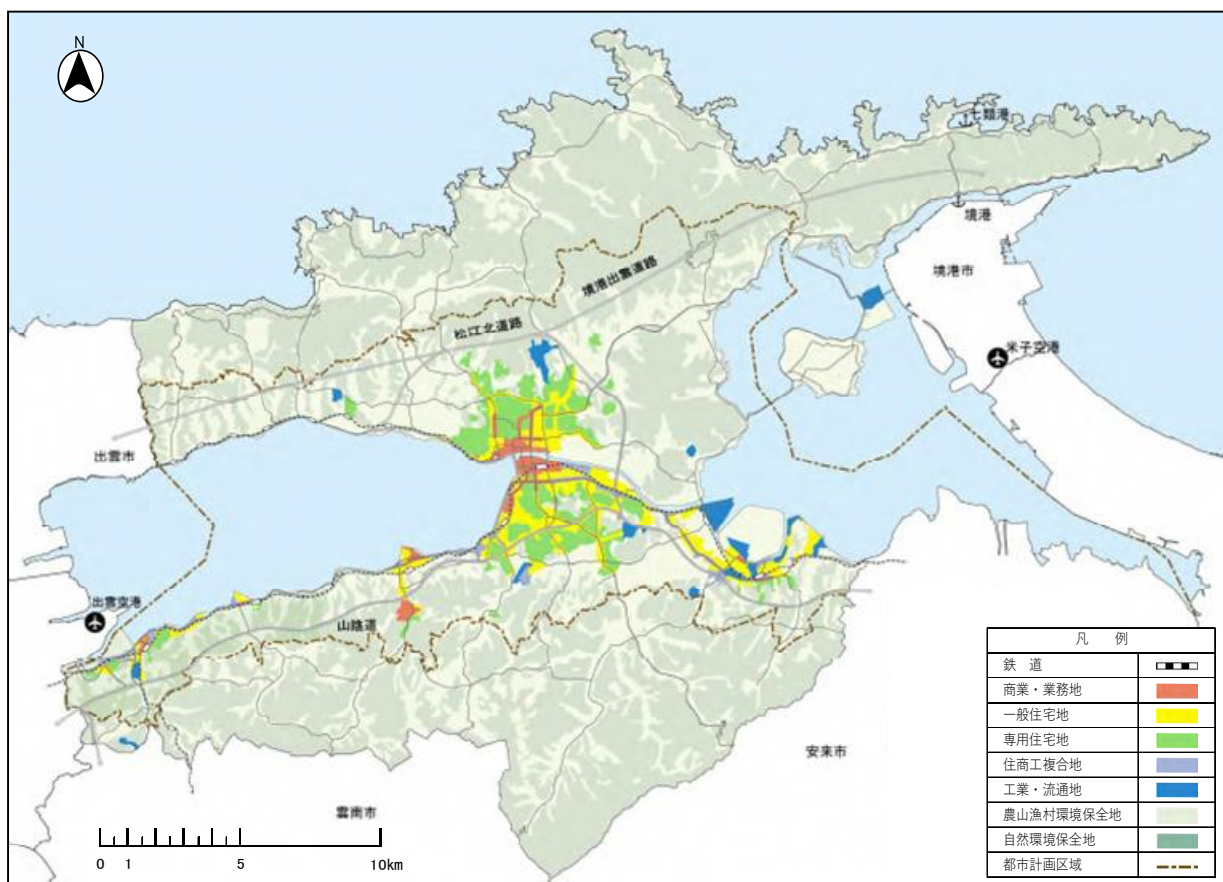 N
七類港
境港
境港市
境港出雲道路
松江北道路
米子空港
出雲市
出雲空港
山陰道
安来市
雲南市
0 1 5 10km
凡 例
鉄 道
商業・業務地
一般住宅地
専用住宅地
住商工複合地
工業・流通地
農山漁村環境保全地
自然環境保全地
都市計画区域